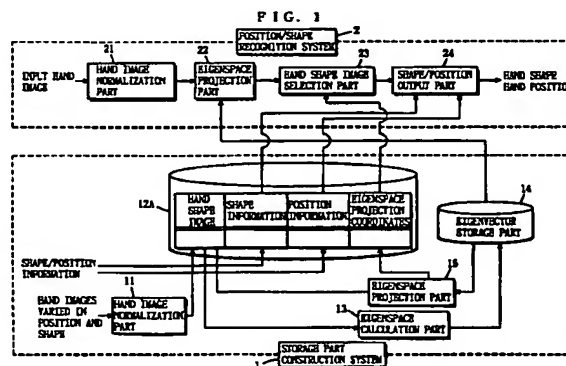 FIG. 1
POSITION/SHAPE
RECOGNITION SYSTEM
2
21
22
23
24
INPUT HAND
IMAGE
HAND IMAGE
NORMALIZATION
PART
EIGENSPACE
PROJECTION
PART
HAND SHAPE IMAGE
SELECTION PART
SHAPE/POSITION
OUTPUT PART
HAND SHAPE
HAND POSITION
12A
HAND
SHAPE
IMAGE
SHAPE INFORMATION
POSITION INFORMATION
EIGENSPACE
PROJECTION
COORDINATES
14
EIGENVECTOR
STORAGE PART
SHAPE/POSITION
INFORMATION
11
15
HAND IMAGES
VARIED IN
POSITION AND
SHAPE
HAND IMAGE
NORMALIZATION
PART
EIGENSPACE
PROJECTION PART
13
EIGENSPACE
CALCULATION PART
1
STORAGE PART
CONSTRUCTION SYSTEM